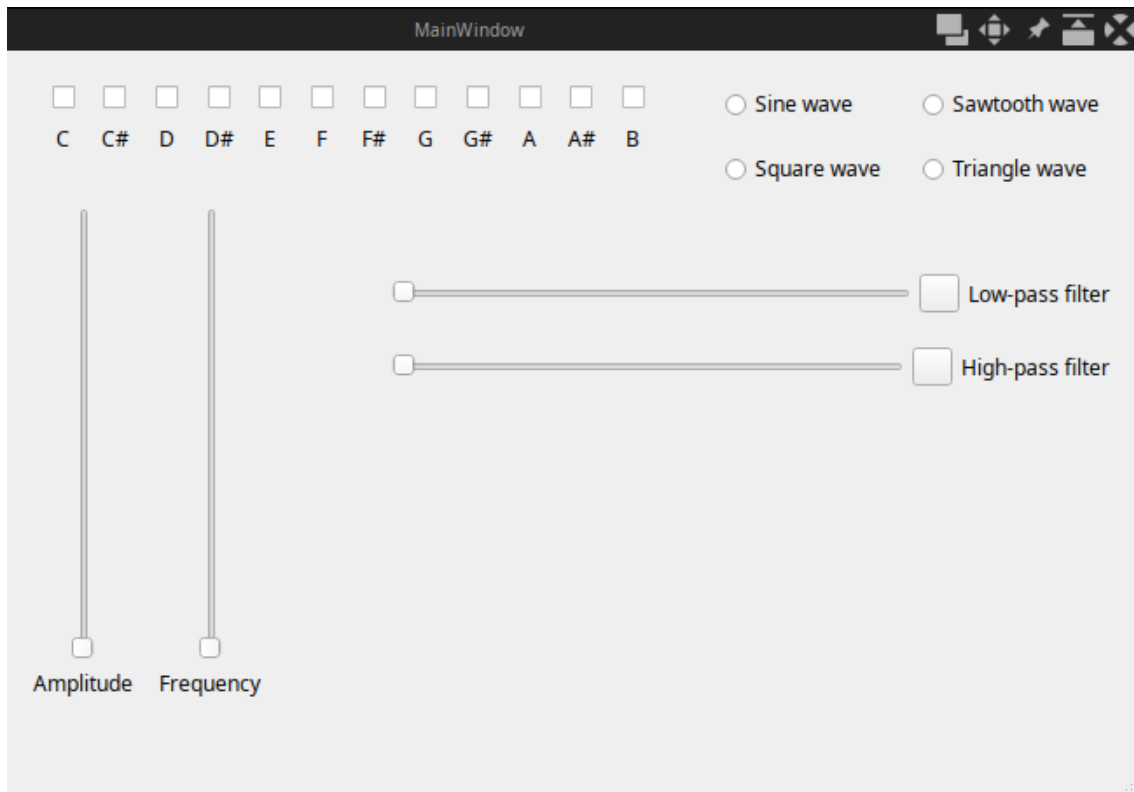 MainWindow
C C# D D# E F F# G G# A A# B
Sine wave Sawtooth wave
Square wave Triangle wave
Low-pass filter
High-pass filter
Amplitude Frequency